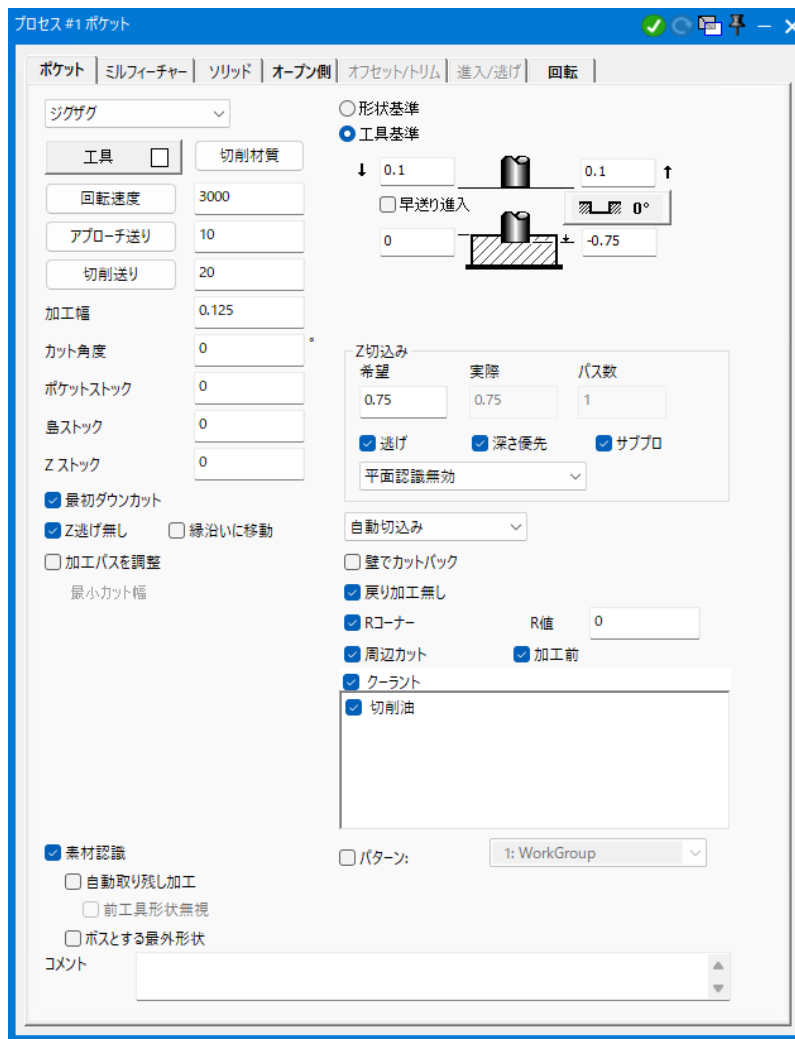 プロセス #1 ポケット
ポケット ミルフィーチャー ソリッド オープン側 オフセット/トリム 進入/逃げ 回転
ジグザグ
工具 切削材質
回転速度 3000
アプローチ送り 10
切削送り 20
加工幅 0.125
カット角度 0 °
ポケットストック 0
島ストック 0
Z ストック 0
最初ダウンカット
Z逃げ無し 縁沿いに移動
加工パスを調整
最小カット幅
形状基準
工具基準
0.1 0.1
早送り進入 0°
0 -0.75
Z切込み
希望 実際 パス数
0.75 0.75 1
逃げ 深さ優先 サブプロ
平面認識無効
自動切込み
壁でカットバック
戻り加工無し
Rコーナー R値 0
周辺カット 加工前
クーラント
切削油
素材認識
自動取り残し加工
前工具形状無視
ボスとする最外形状
パターン: 1: WorkGroup
コメント